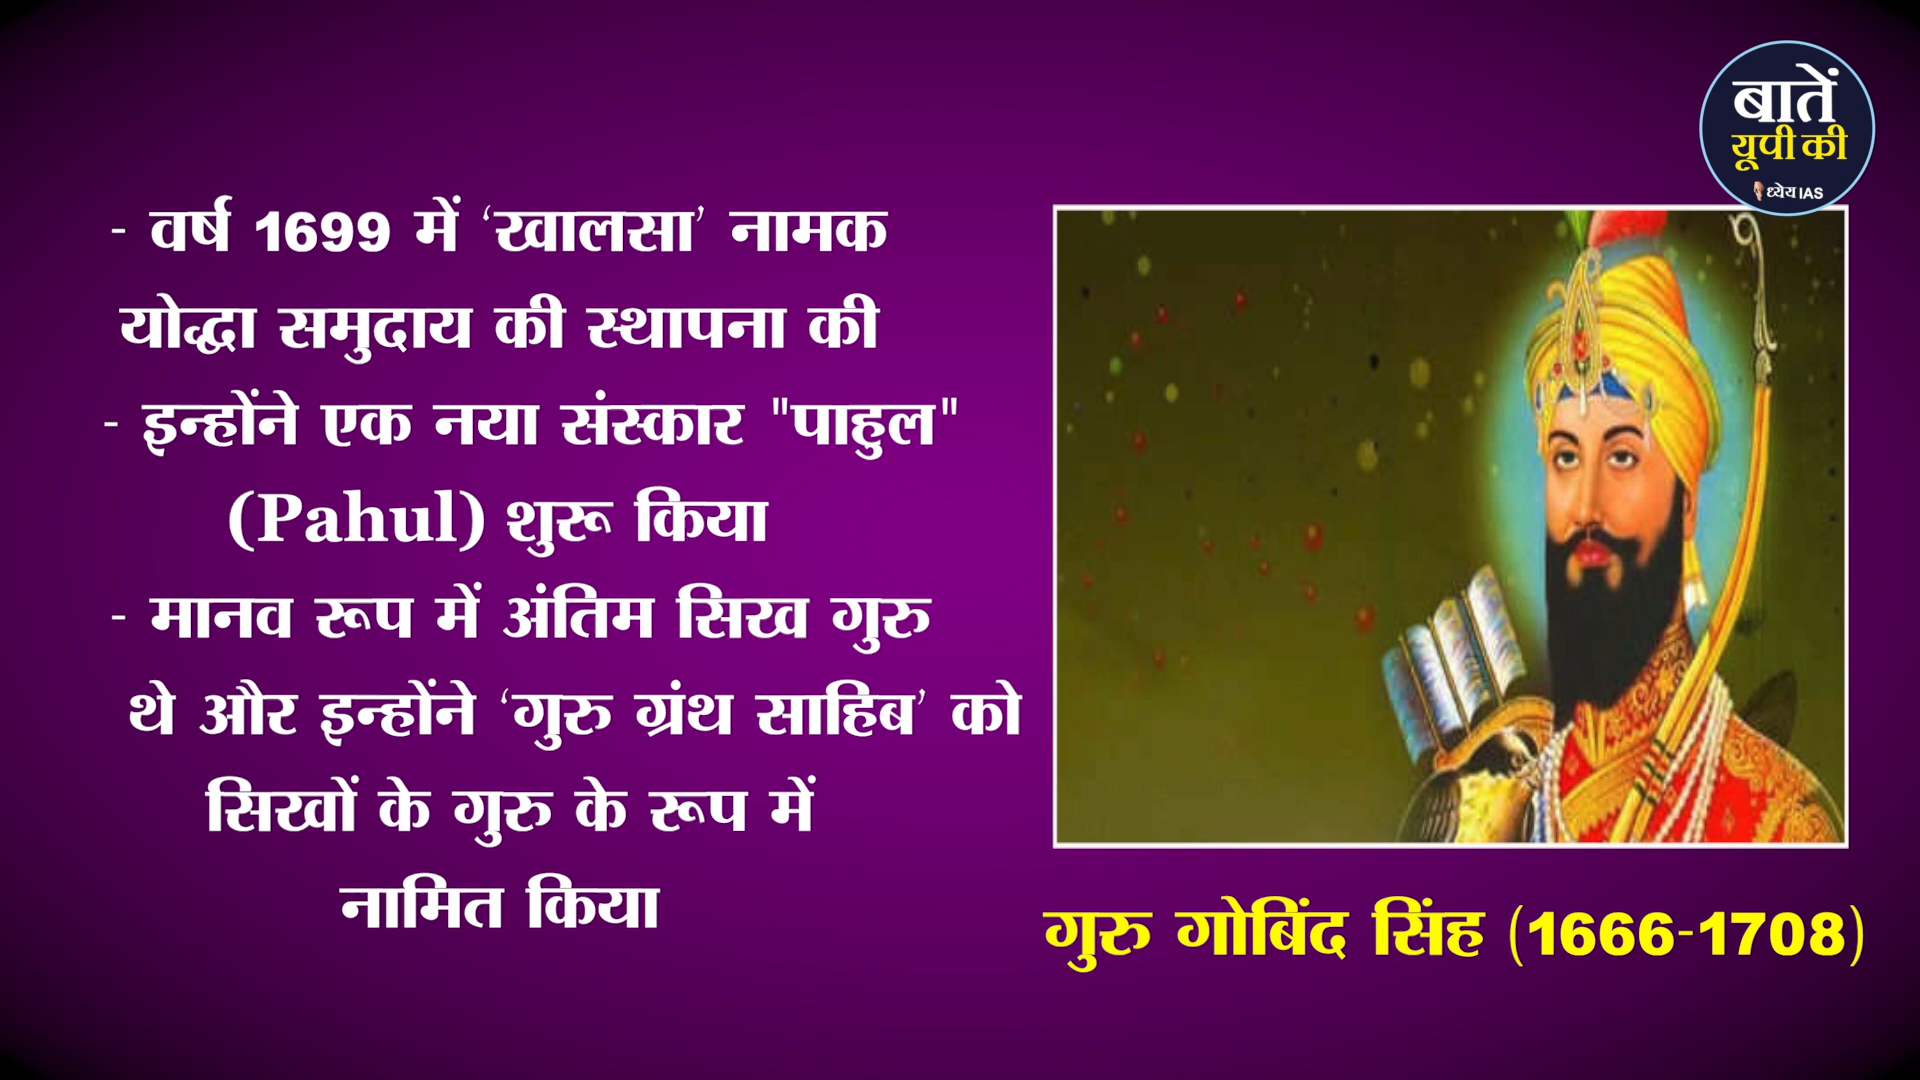 बातें
यूपी की
ध्येय IAS
- वर्ष 1699 में ‘खालसा’ नामक
योद्धा समुदाय की स्थापना की
- इन्होंने एक नया संस्कार "पाहुल"
(Pahul) शुरू किया
- मानव रूप में अंतिम सिख गुरु
थे और इन्होंने ‘गुरु ग्रंथ साहिब’ को
सिखों के गुरु के रूप में
नामित किया
गुरु गोबिंद सिंह (1666-1708)